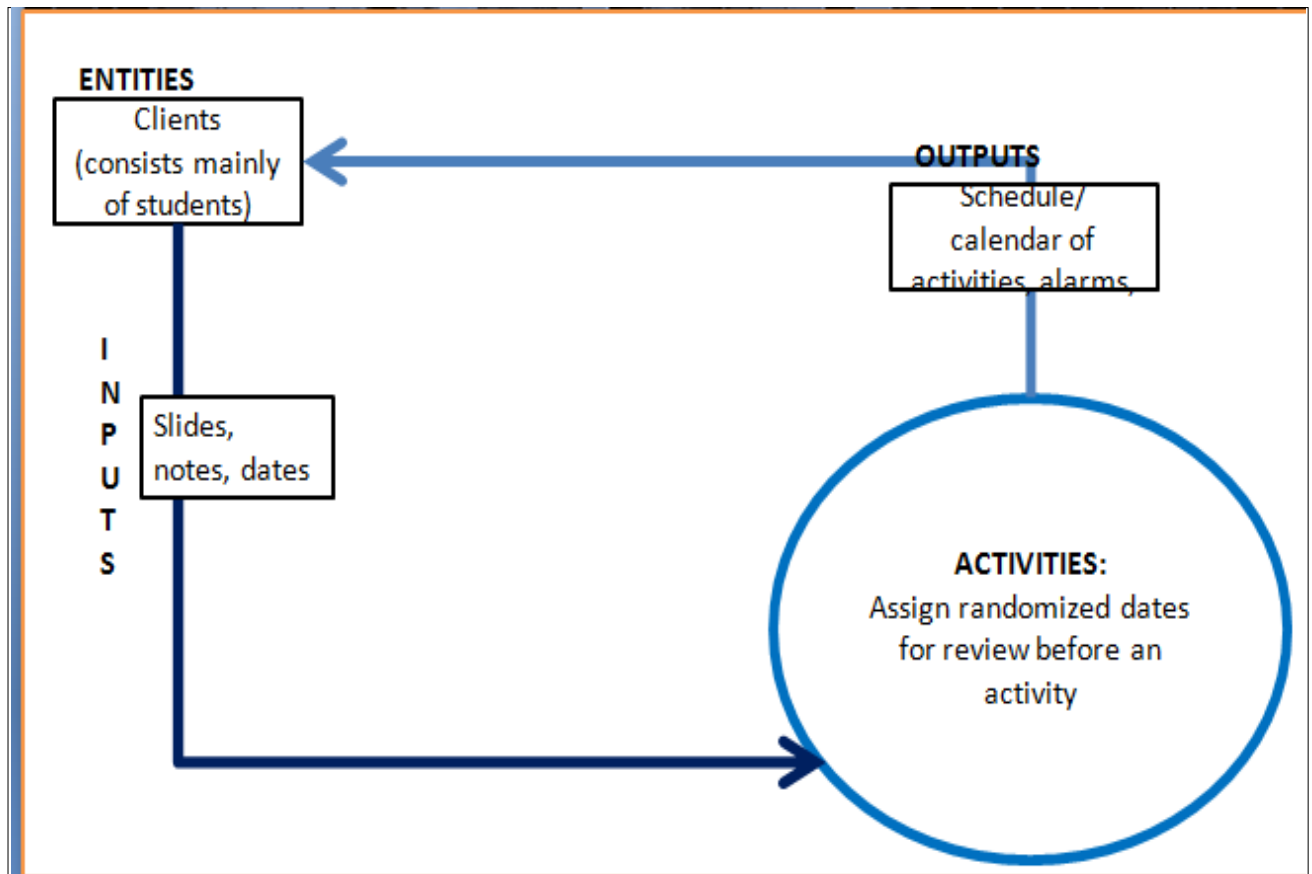 ENTITIES
Clients
(consists mainly
of students)
OUTPUTS
Schedule/
calendar of
activities, alarms,
I
N
P
U
T
S
Slides,
notes, dates
ACTIVITIES:
Assign randomized dates
for review before an
activity